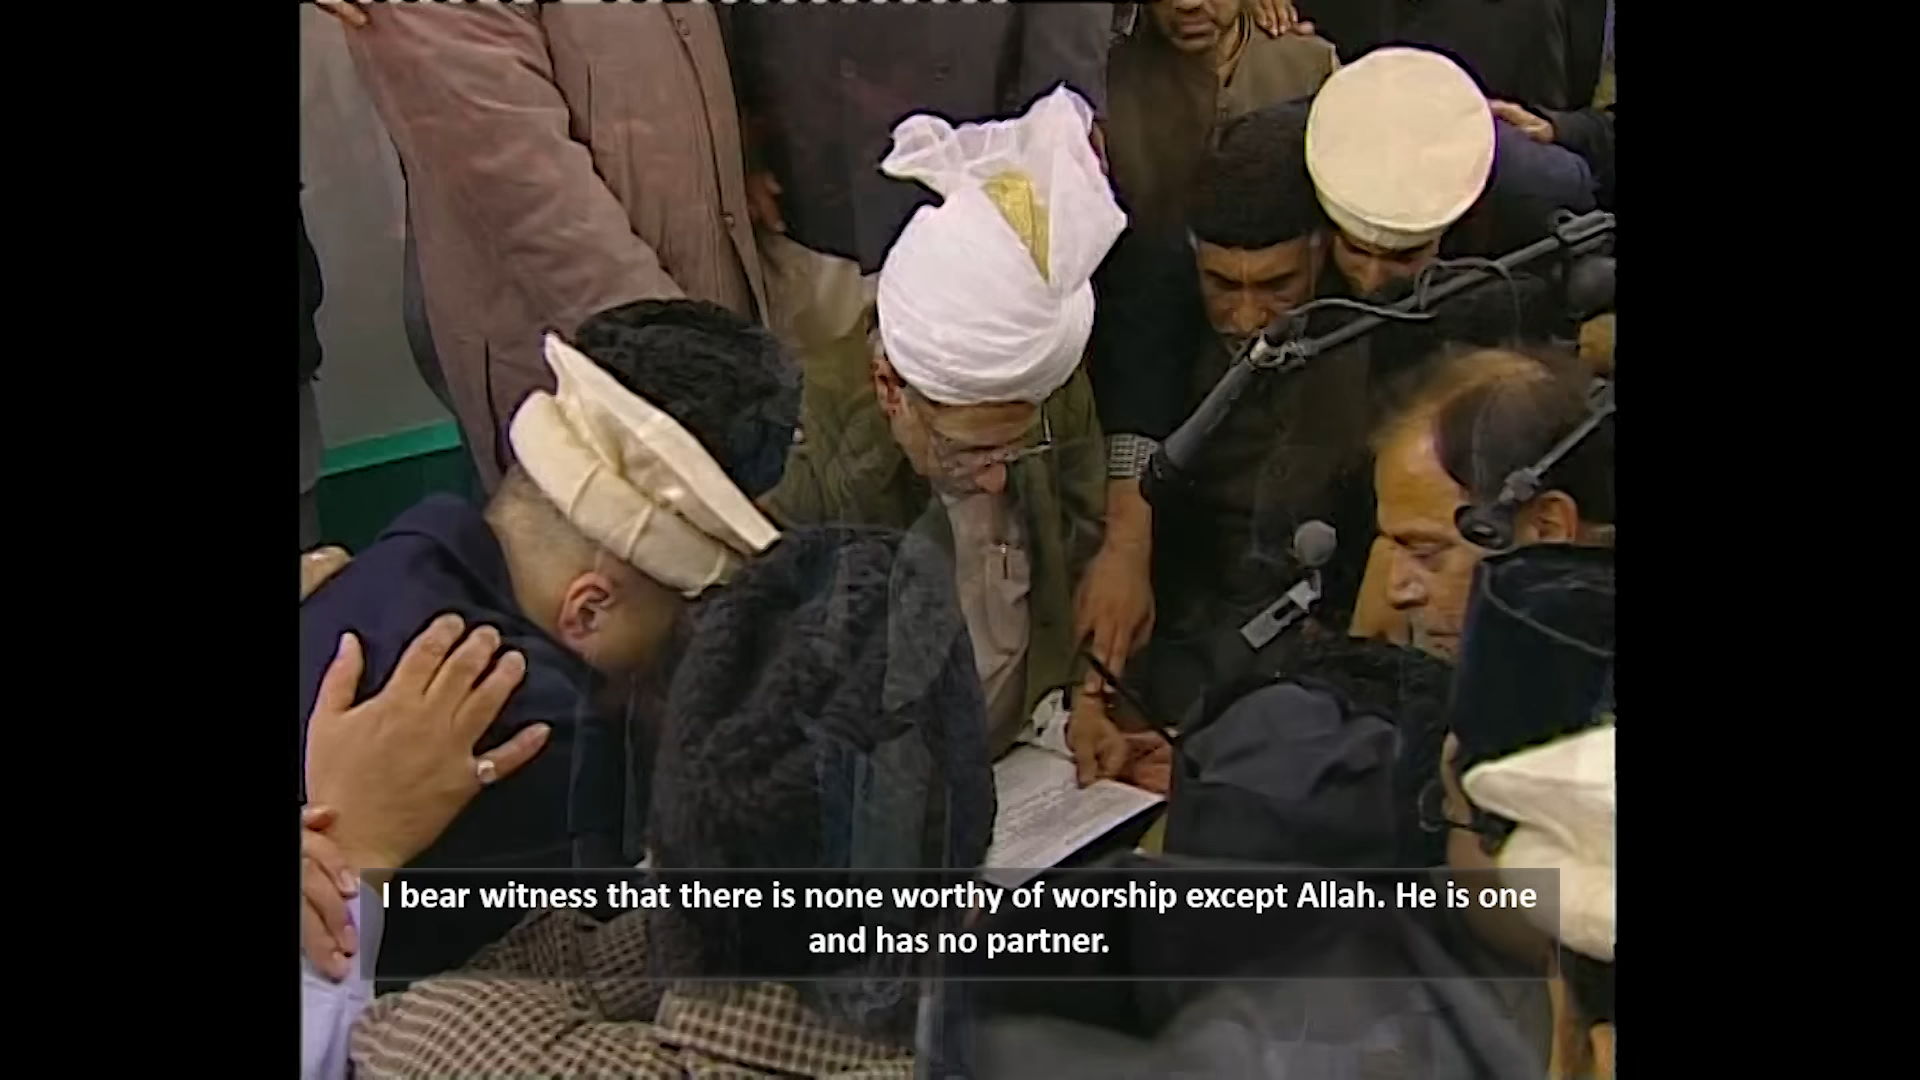 I bear witness that there is none worthy of worship except Allah. He is one
and has no partner.